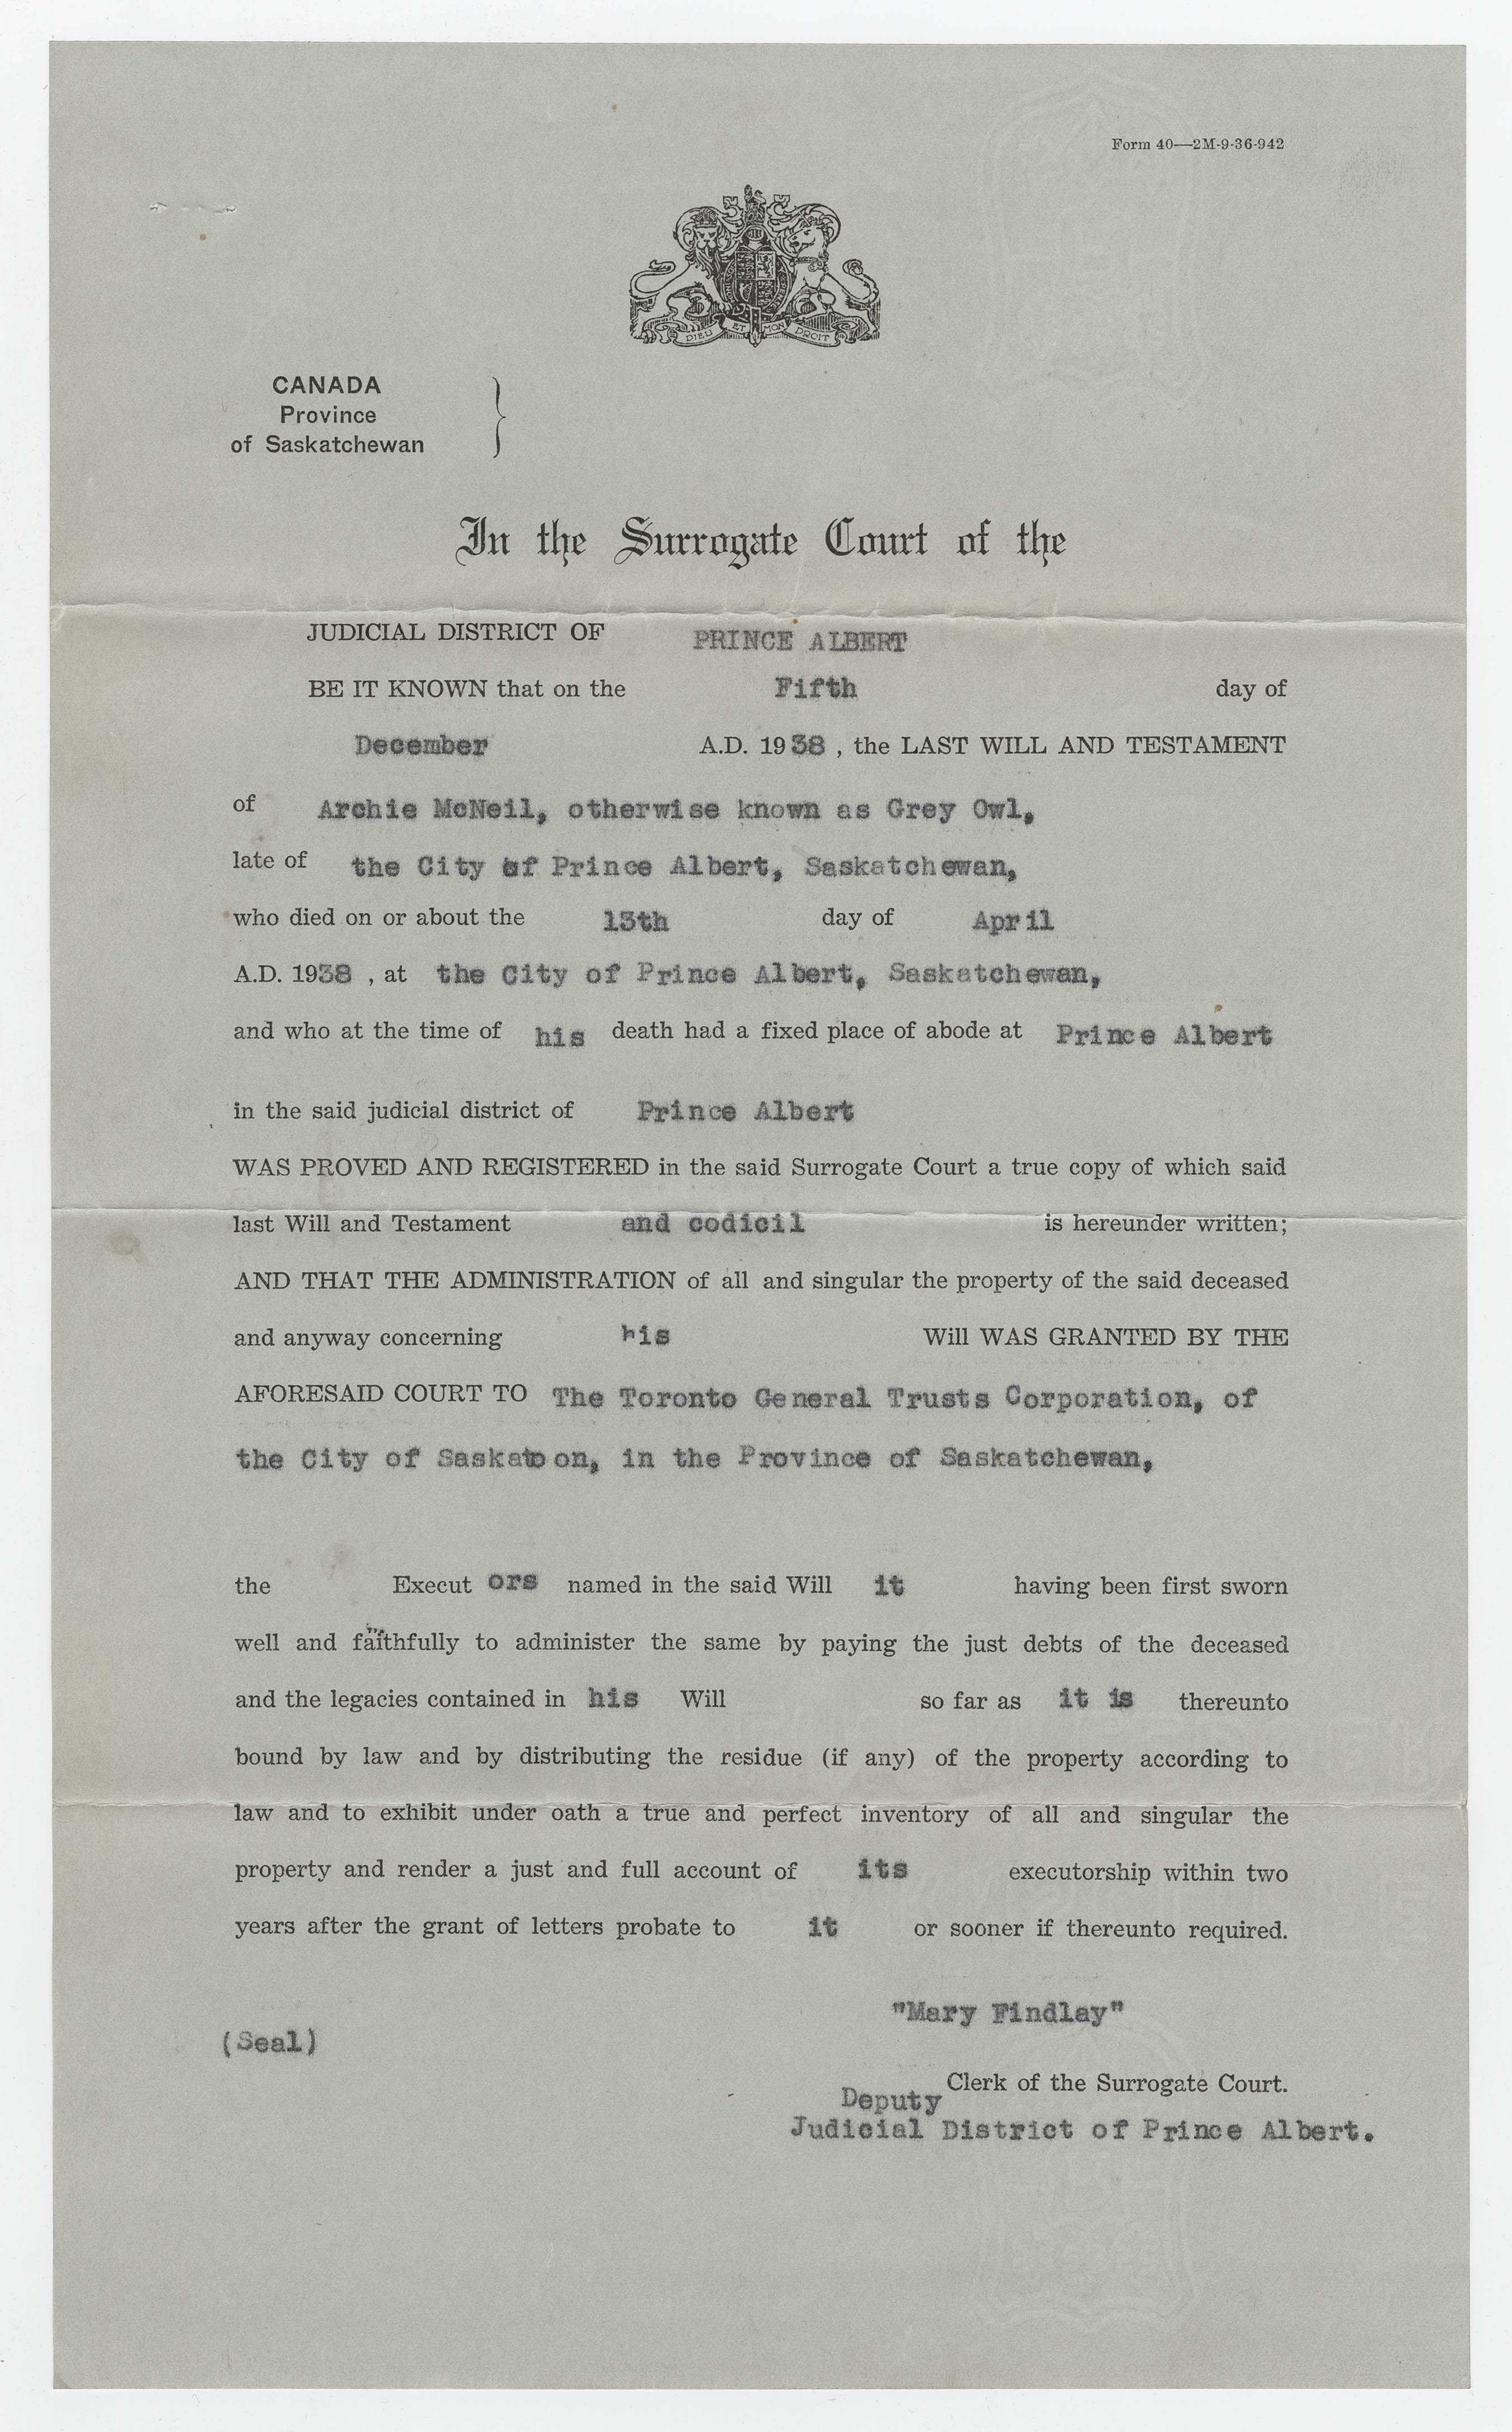 Form 40—2M-9-36-942
DIEU ET MON DROIT
CANADA
Province
of Saskatchewan
In the Surrogate Court of the
JUDICIAL DISTRICT OF PRINCE ALBERT
BE IT KNOWN that on the Fifth day of
December A.D. 1938, the LAST WILL AND TESTAMENT
of Archie McNeil, otherwise known as Grey Owl,
late of the City of Prince Albert, Saskatchewan,
who died on or about the 13th day of April
A.D. 1938, at the City of Prince Albert, Saskatchewan,
and who at the time of his death had a fixed place of abode at Prince Albert
in the said judicial district of Prince Albert
WAS PROVED AND REGISTERED in the said Surrogate Court a true copy of which said
last Will and Testament and codicil is hereunder written;
AND THAT THE ADMINISTRATION of all and singular the property of the said deceased
and anyway concerning his Will WAS GRANTED BY THE
AFORESAID COURT TO The Toronto General Trusts Corporation, of
the City of Saskatoon, in the Province of Saskatchewan,
the Execut ors named in the said Will it having been first sworn
well and faithfully to administer the same by paying the just debts of the deceased
and the legacies contained in his Will so far as it is thereunto
bound by law and by distributing the residue (if any) of the property according to
law and to exhibit under oath a true and perfect inventory of all and singular the
property and render a just and full account of its executorship within two
years after the grant of letters probate to it or sooner if thereunto required.
"Mary Findlay"
(Seal)
Clerk of the Surrogate Court.
Deputy
Judicial District of Prince Albert.